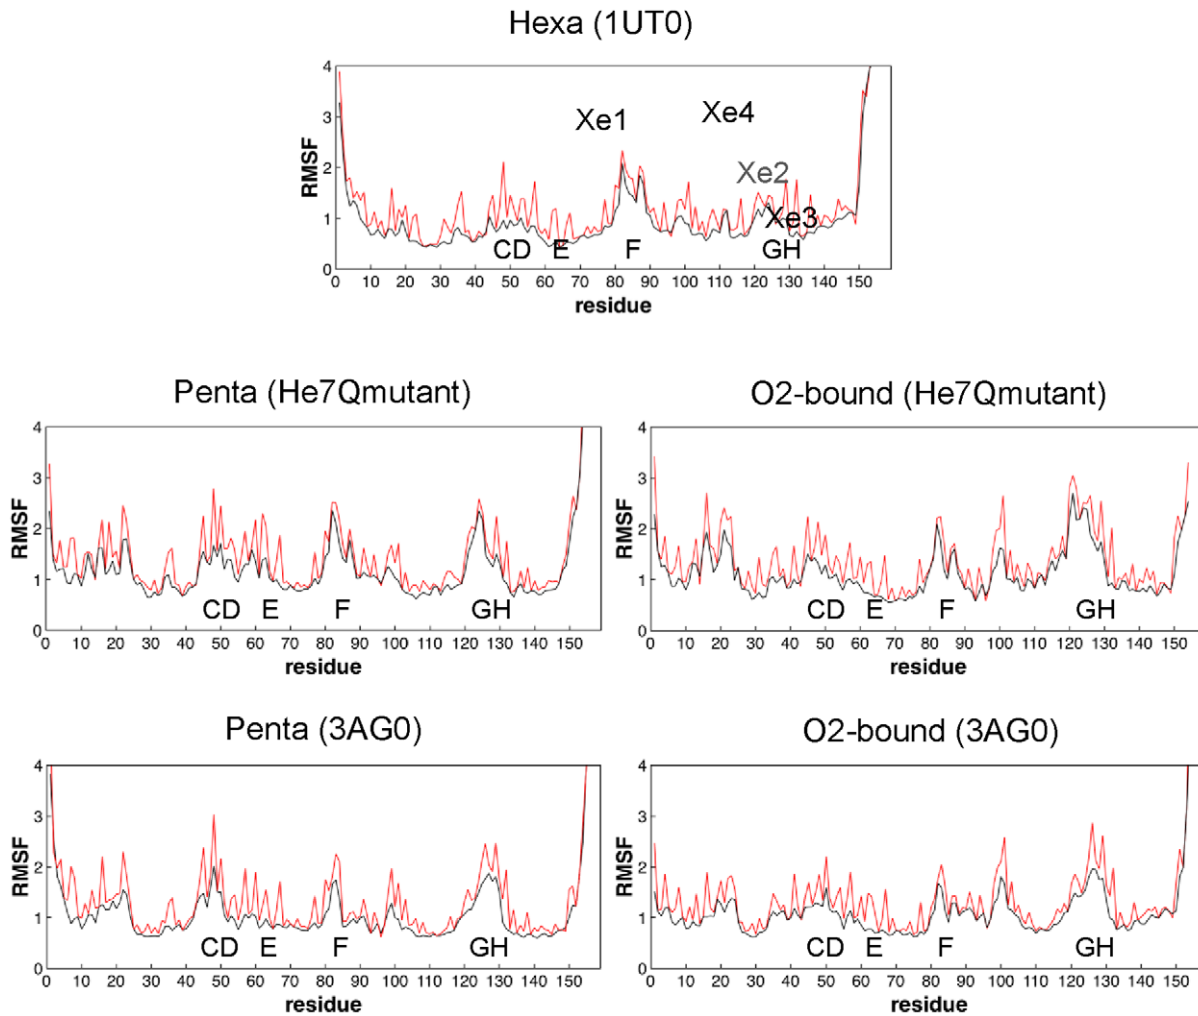 Hexa (1UT0)
4
3
2
1
0
RMSF
Xe1
Xe4
Xe2
Xe3
CD E F GH
0 10 20 30 40 50 60 70 80 90 100 110 120 130 140 150
residue
Penta (He7Qmutant)
4
3
2
1
0
RMSF
CD E F GH
0 10 20 30 40 50 60 70 80 90 100 110 120 130 140 150
residue
O2-bound (He7Qmutant)
4
3
2
1
0
RMSF
CD E F GH
0 10 20 30 40 50 60 70 80 90 100 110 120 130 140 150
residue
Penta (3AG0)
4
3
2
1
0
RMSF
CD E F GH
0 10 20 30 40 50 60 70 80 90 100 110 120 130 140 150
residue
O2-bound (3AG0)
4
3
2
1
0
RMSF
CD E F GH
0 10 20 30 40 50 60 70 80 90 100 110 120 130 140 150
residue